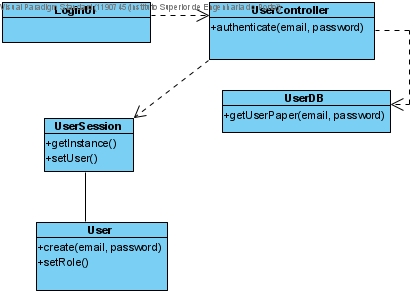 Visual Paradigm Standard(1190745(Instituto Superior de Engenharia do Porto))
LoginUI
UserController
+authenticate(email, password)
UserDB
+getUserPaper(email, password)
UserSession
+getInstance()
+setUser()
User
+create(email, password)
+setRole()